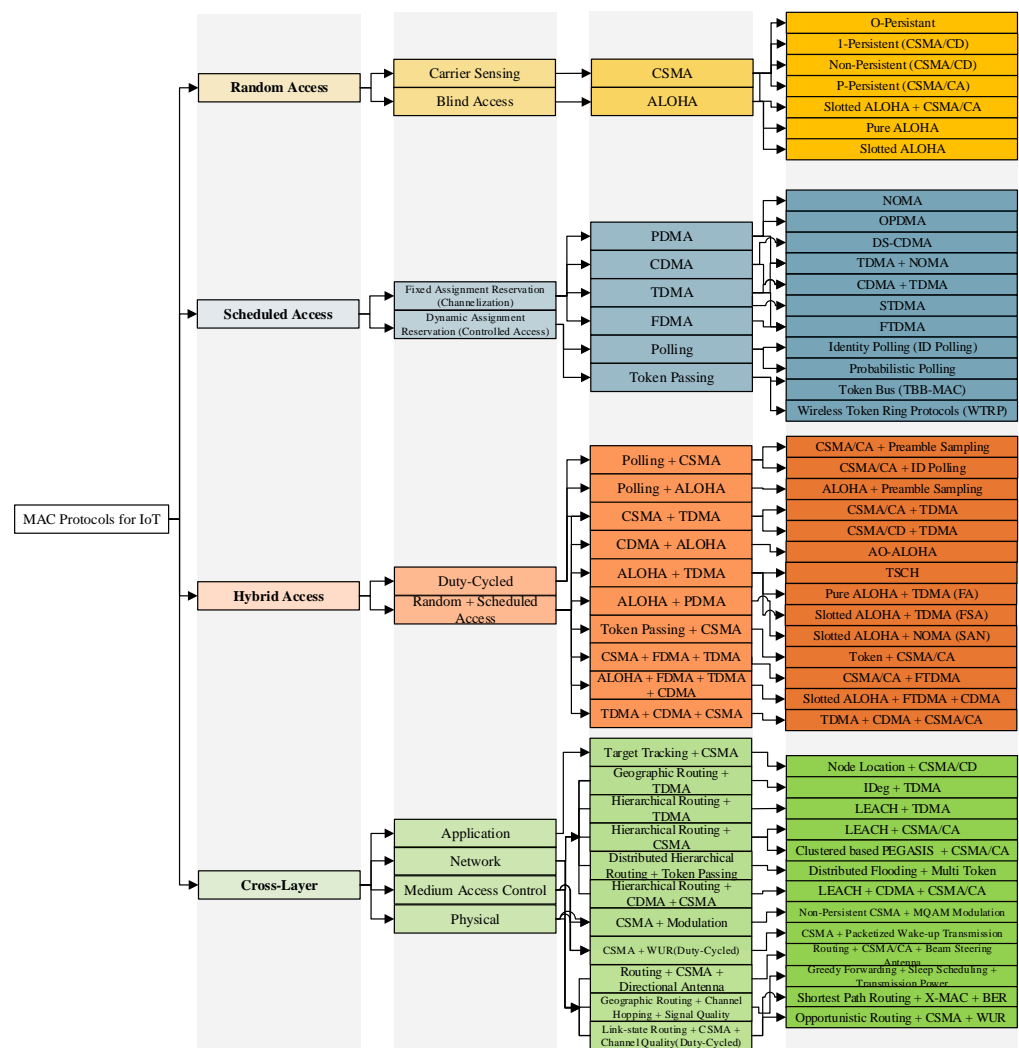 MAC Protocols for IoT
Random Access
Carrier Sensing
Blind Access
CSMA
ALOHA
O-Persistant
1-Persistent (CSMA/CD)
Non-Persistent (CSMA/CD)
P-Persistent (CSMA/CA)
Slotted ALOHA + CSMA/CA
Pure ALOHA
Slotted ALOHA
Scheduled Access
Fixed Assignment Reservation
(Channelization)
Dynamic Assignment
Reservation (Controlled Access)
PDMA
CDMA
TDMA
FDMA
Polling
Token Passing
NOMA
OPDMA
DS-CDMA
TDMA + NOMA
CDMA + TDMA
STDMA
FTDMA
Identity Polling (ID Polling)
Probabilistic Polling
Token Bus (TBB-MAC)
Wireless Token Ring Protocols (WTRP)
Hybrid Access
Duty-Cycled
Random + Scheduled
Access
Polling + CSMA
Polling + ALOHA
CSMA + TDMA
CDMA + ALOHA
ALOHA + TDMA
ALOHA + PDMA
Token Passing + CSMA
CSMA + FDMA + TDMA
ALOHA + FDMA + TDMA
+ CDMA
TDMA + CDMA + CSMA
CSMA/CA + Preamble Sampling
CSMA/CA + ID Polling
ALOHA + Preamble Sampling
CSMA/CA + TDMA
CSMA/CD + TDMA
AO-ALOHA
TSCH
Pure ALOHA + TDMA (FA)
Slotted ALOHA + TDMA (FSA)
Slotted ALOHA + NOMA (SAN)
Token + CSMA/CA
CSMA/CA + FTDMA
Slotted ALOHA + FTDMA + CDMA
TDMA + CDMA + CSMA/CA
Cross-Layer
Application
Network
Medium Access Control
Physical
Target Tracking + CSMA
Geographic Routing +
TDMA
Hierarchical Routing +
TDMA
Hierarchical Routing +
CSMA
Distributed Hierarchical
Routing + Token Passing
Hierarchical Routing +
CDMA + CSMA
CSMA + Modulation
CSMA + WUR(Duty-Cycled)
Routing + CSMA +
Directional Antenna
Geographic Routing + Channel
Hopping + Signal Quality
Link-state Routing + CSMA +
Channel Quality(Duty-Cycled)
Node Location + CSMA/CD
IDeg + TDMA
LEACH + TDMA
LEACH + CSMA/CA
Clustered based PEGASIS + CSMA/CA
Distributed Flooding + Multi Token
LEACH + CDMA + CSMA/CA
Non-Persistent CSMA + MQAM Modulation
CSMA + Packetized Wake-up Transmission
Routing + CSMA/CA + Beam Steering
Antenna
Greedy Forwarding + Sleep Scheduling +
Transmission Power
Shortest Path Routing + X-MAC + BER
Opportunistic Routing + CSMA + WUR